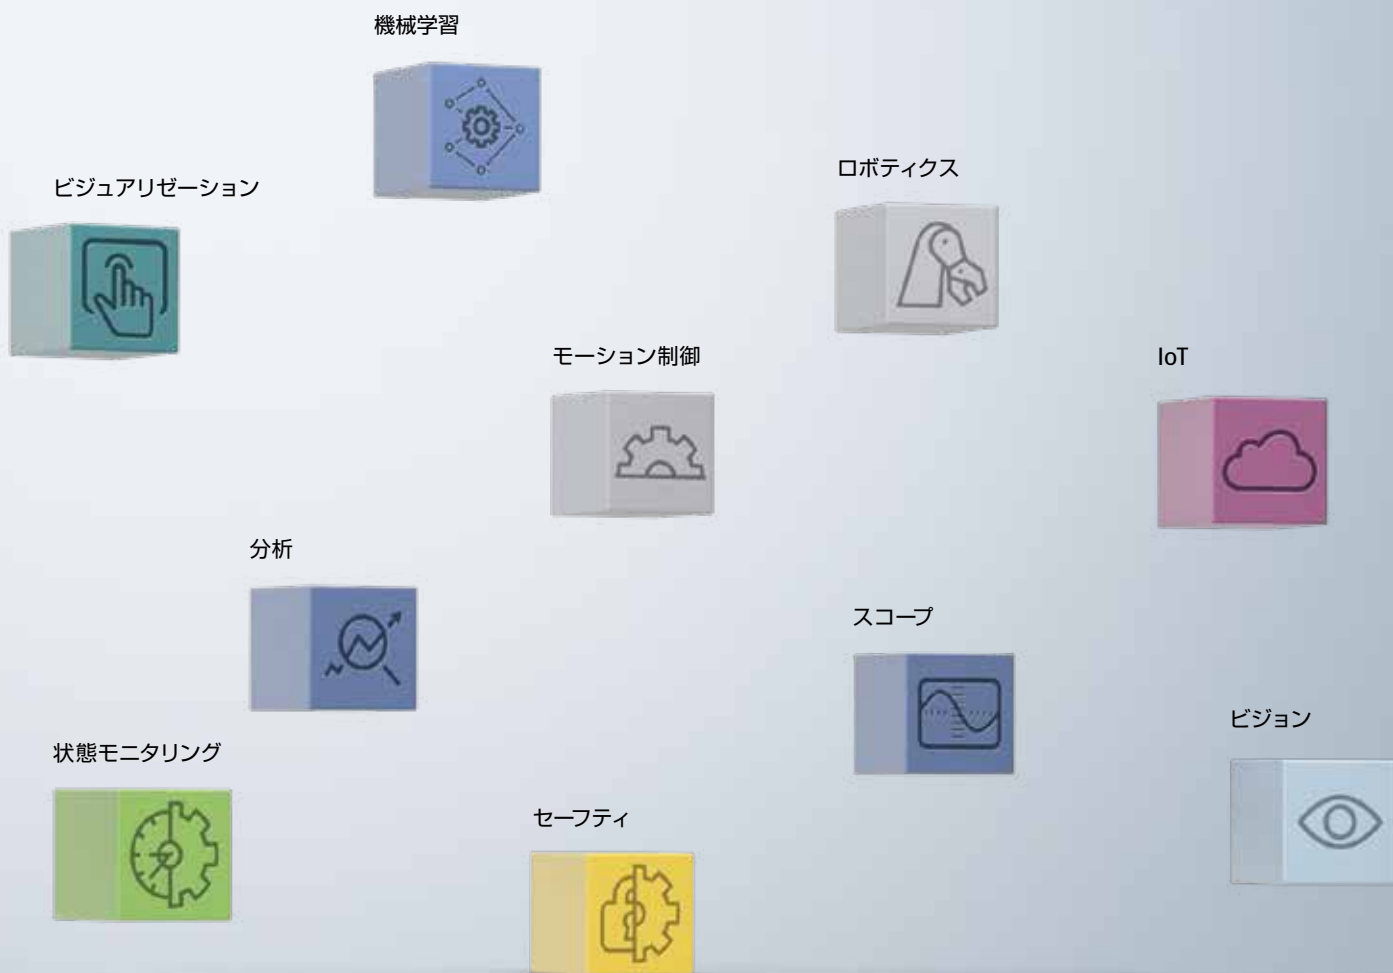 機械学習
ロボティクス
ビジュアリゼーション
モーション制御
IoT
分析
スコープ
ビジョン
状態モニタリング
セーフティ